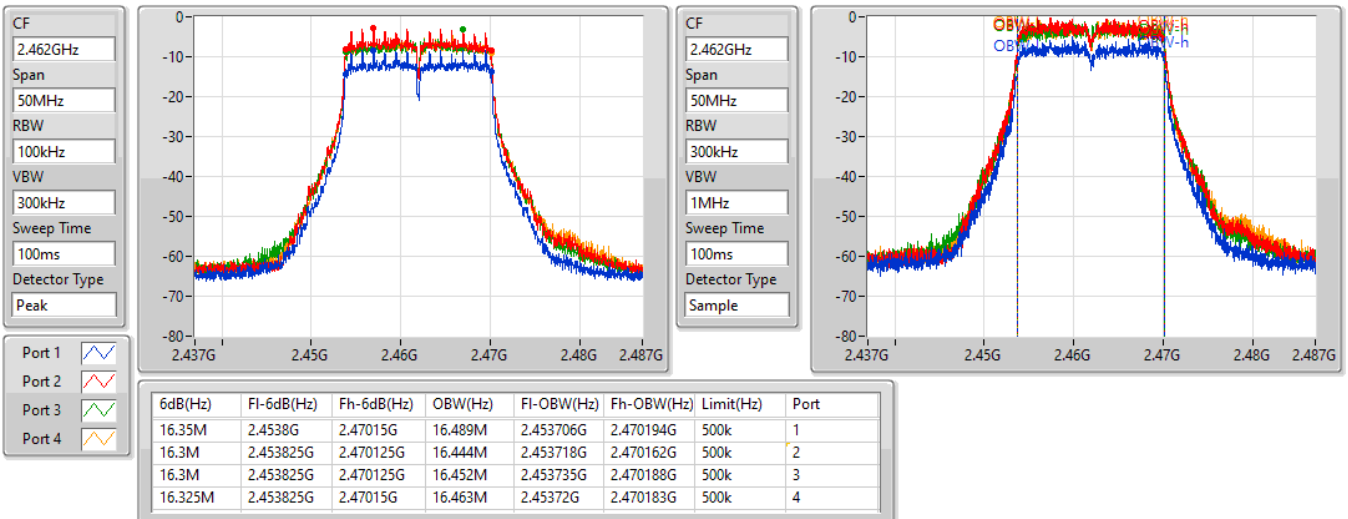 CF
2.462GHz
Span
50MHz
RBW
100kHz
VBW
300kHz
Sweep Time
100ms
Detector Type
Peak
0-
-10-
-20-
-30-
-40-
-50-
-60-
-70-
-80-
2.437G 2.45G 2.46G 2.47G 2.48G 2.487G
CF
2.462GHz
Span
50MHz
RBW
300kHz
VBW
1MHz
Sweep Time
100ms
Detector Type
Sample
0-
-10-
-20-
-30-
-40-
-50-
-60-
-70-
-80-
2.437G 2.45G 2.46G 2.47G 2.48G 2.487G
Port 1
Port 2
Port 3
Port 4
6dB(Hz) Fl-6dB(Hz) Fh-6dB(Hz) OBW(Hz) Fl-OBW(Hz) Fh-OBW(Hz) Limit(Hz) Port
16.35M 2.4538G 2.47015G 16.489M 2.453706G 2.470194G 500k 1
16.3M 2.453825G 2.470125G 16.444M 2.453718G 2.470162G 500k 2
16.3M 2.453825G 2.470125G 16.452M 2.453735G 2.470188G 500k 3
16.325M 2.453825G 2.47015G 16.463M 2.45372G 2.470183G 500k 4